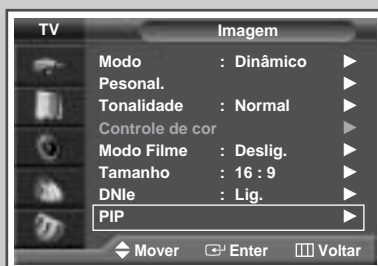 TV Imagem
Modo : Dinâmico
Pesonal.
Tonalidade : Normal
Controle de cor
Modo Filme : Deslig.
Tamanho : 16 : 9
DNIe : Lig.
PIP
Mover Enter Voltar